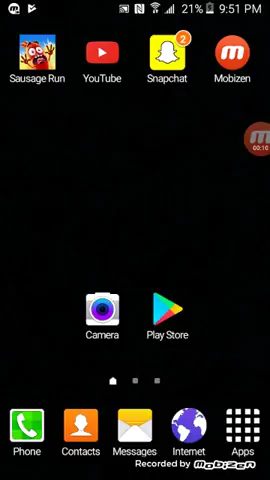 21% 9:51 PM
2
Sausage Run YouTube Snapchat Mobizen
00:10
Camera Play Store
Phone Contacts Messages Internet Apps
Recorded by mobizen